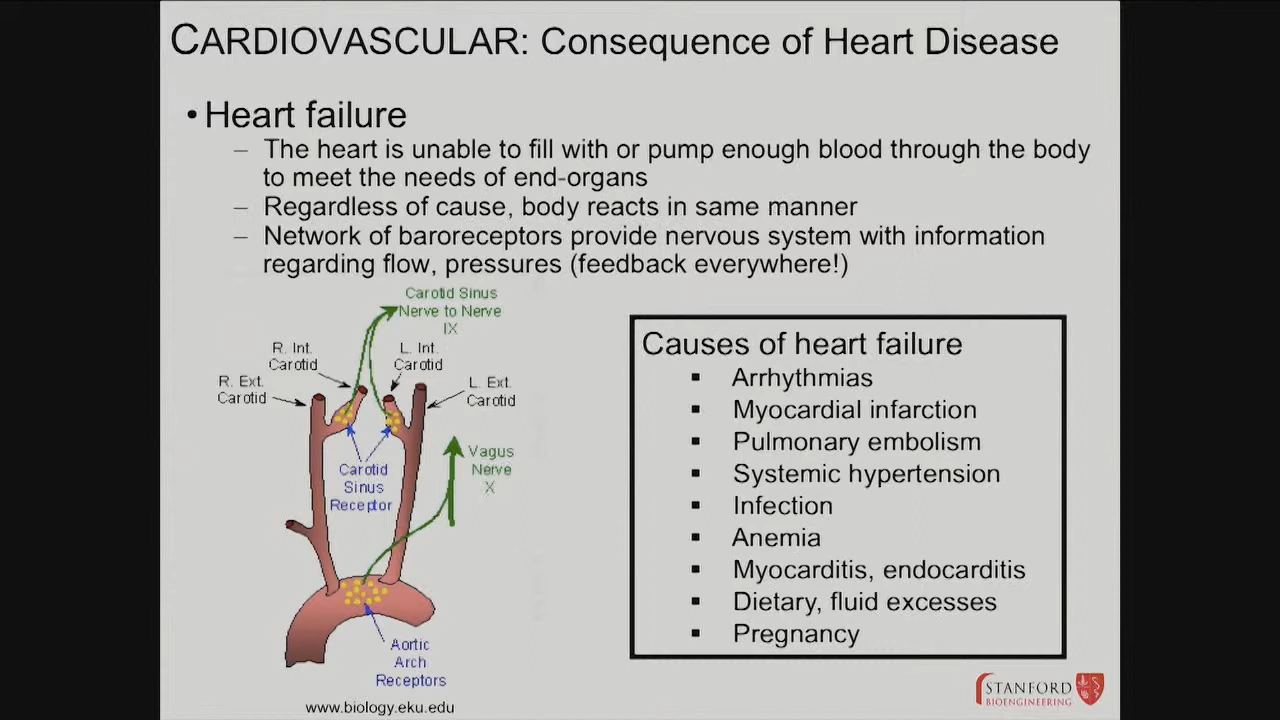 CARDIOVASCULAR: Consequence of Heart Disease
• Heart failure
– The heart is unable to fill with or pump enough blood through the body
to meet the needs of end-organs
– Regardless of cause, body reacts in same manner
– Network of baroreceptors provide nervous system with information
regarding flow, pressures (feedback everywhere!)
Carotid Sinus
Nerve to Nerve
IX
R. Int.
Carotid
L. Int.
Carotid
R. Ext.
Carotid
L. Ext.
Carotid
Carotid
Sinus
Receptor
Vagus
Nerve
X
Aortic
Arch
Receptors
www.biology.eku.edu
Causes of heart failure
▪ Arrhythmias
▪ Myocardial infarction
▪ Pulmonary embolism
▪ Systemic hypertension
▪ Infection
▪ Anemia
▪ Myocarditis, endocarditis
▪ Dietary, fluid excesses
▪ Pregnancy
STANFORD
BIOENGINEERING